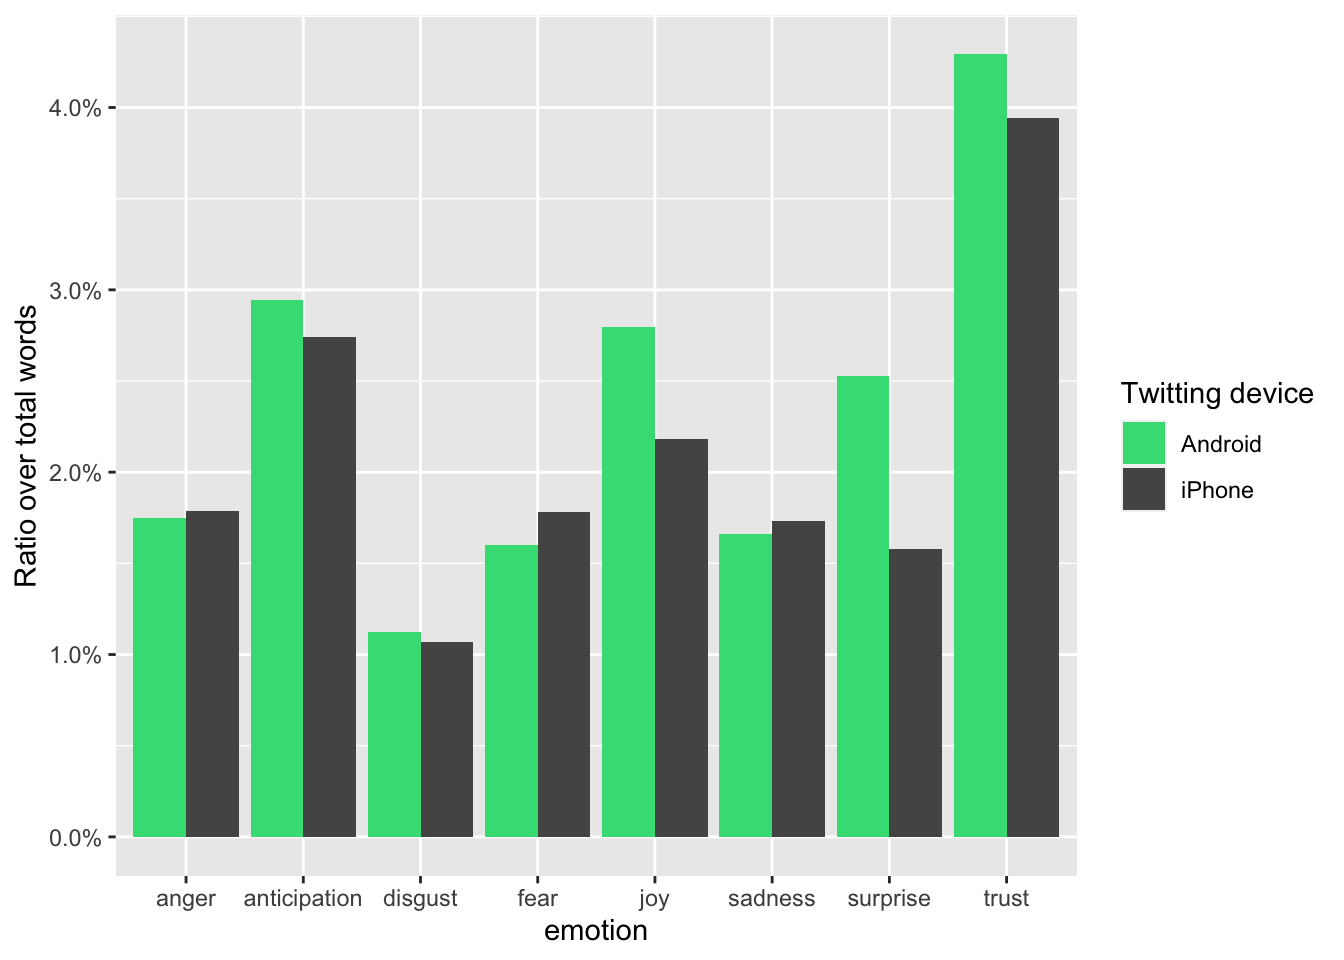 4.0%
3.0%
2.0%
1.0%
0.0%
Ratio over total words
anger anticipation disgust fear joy sadness surprise trust
emotion
Twitting device
Android
iPhone